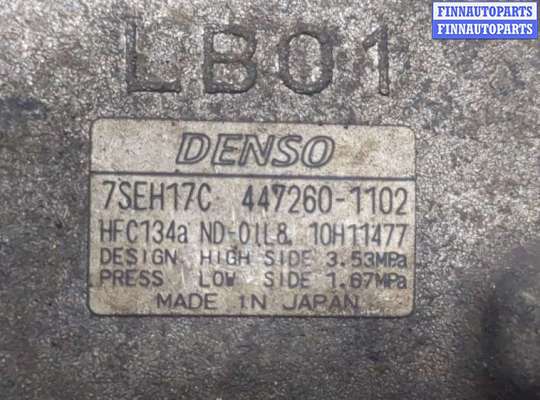 FINNAUTOPARTS
FINNAUTOPARTS
LB01
DENSO
7SEH17C 447260-1102
HFC134a ND-OIL8 10H11477
DESIGN HIGH SIDE 3.53MPa
PRESS LOW SIDE 1.67MPa
MADE IN JAPAN